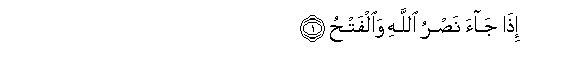 إِذَا جَآءَ نَصْرُ ٱللَّهِ وَٱلْفَتْحُ ۝١